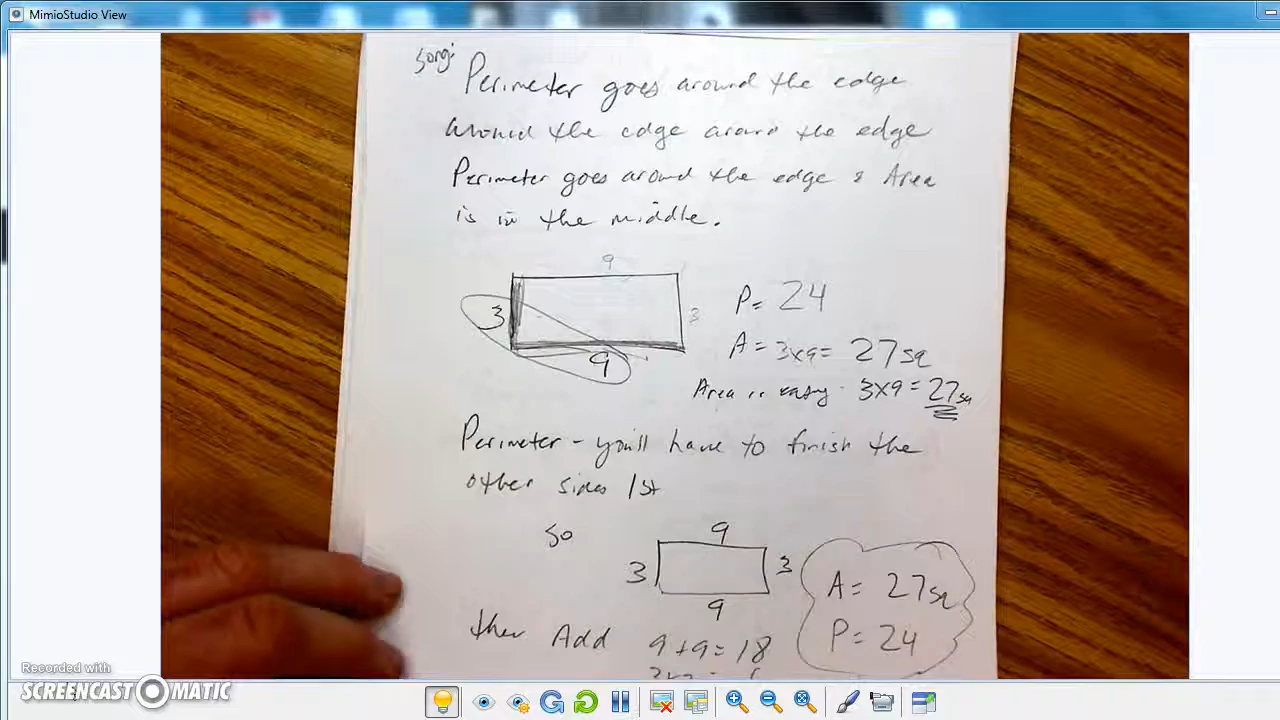 MimioStudio View
Song:
Perimeter goes around the edge
around the edge around the edge
Perimeter goes around the edge & Area
is in the middle.
9
3
3
9
P= 24
A= 3x9= 27sq
Area is easy - 3x9= 27sq
Perimeter - you'll have to finish the
other sides 1st
so
9
3
3
9
A= 27sq
P= 24
then Add 9+9=18
Recorded with
SCREENCAST MATIC